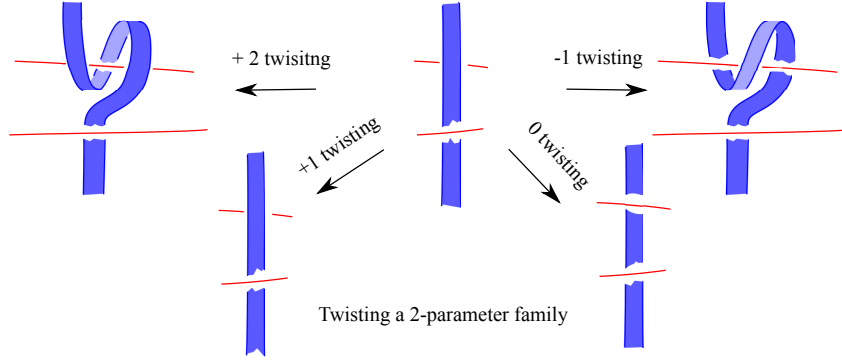 + 2 twisitng
-1 twisting
+1 twisting
0 twisting
Twisting a 2-parameter family